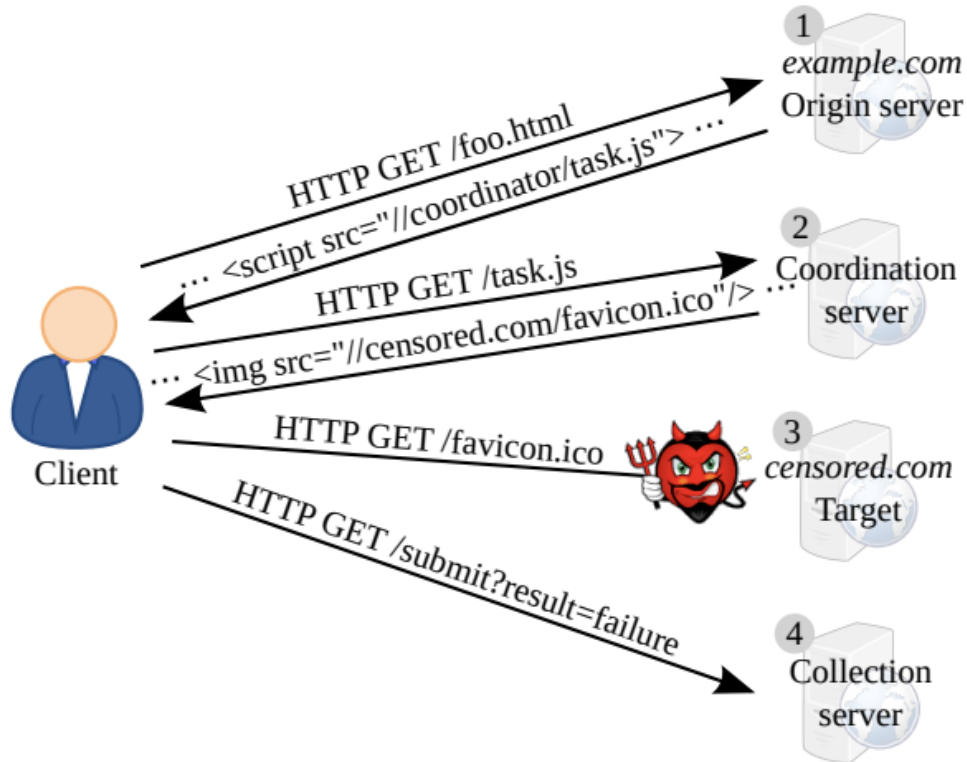 1
example.com
Origin server
HTTP GET /foo.html
... <script src="//coordinator/task.js"> ...
2
Coordination
server
HTTP GET /task.js
... <img src="//censored.com/favicon.ico"/> ...
Client
HTTP GET /favicon.ico
3
censored.com
Target
HTTP GET /submit?result=failure
4
Collection
server